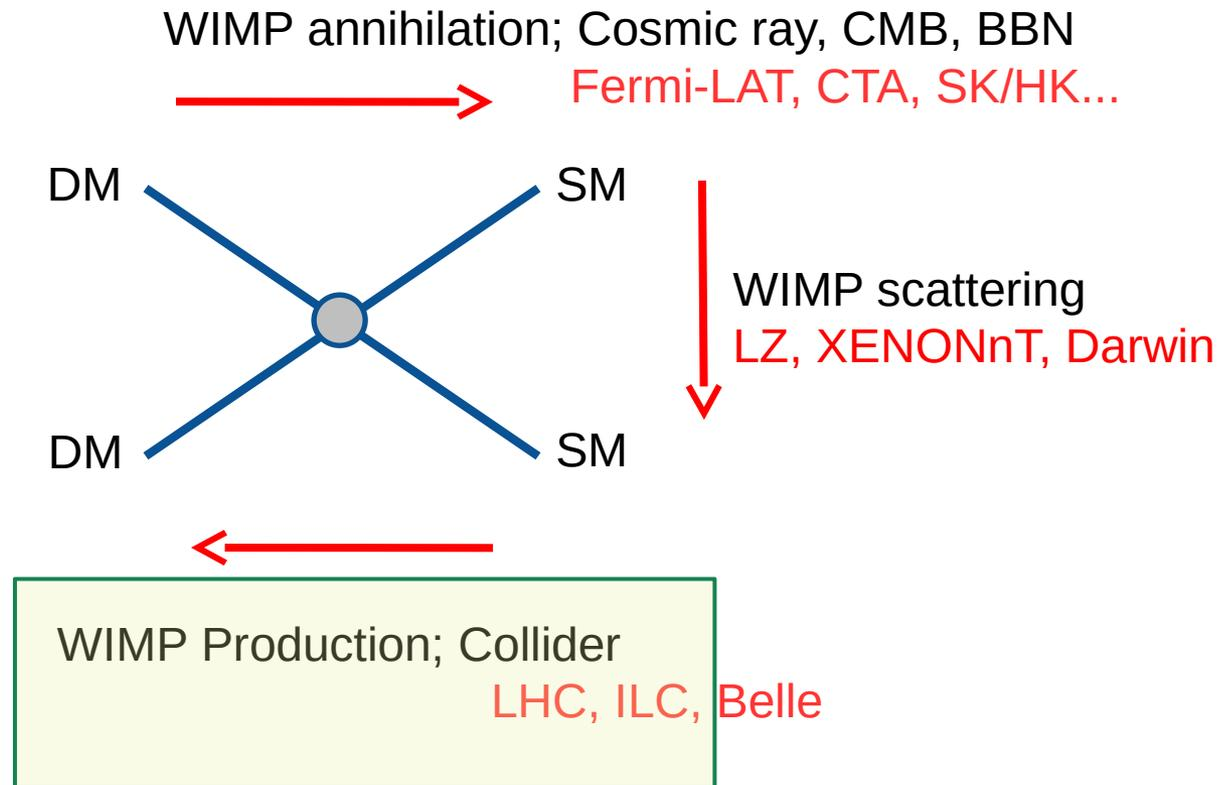 WIMP annihilation; Cosmic ray, CMB, BBN
Fermi-LAT, CTA, SK/HK...
DM
SM
WIMP scattering
LZ, XENONnT, Darwin
DM
SM
WIMP Production; Collider
LHC, ILC, Belle